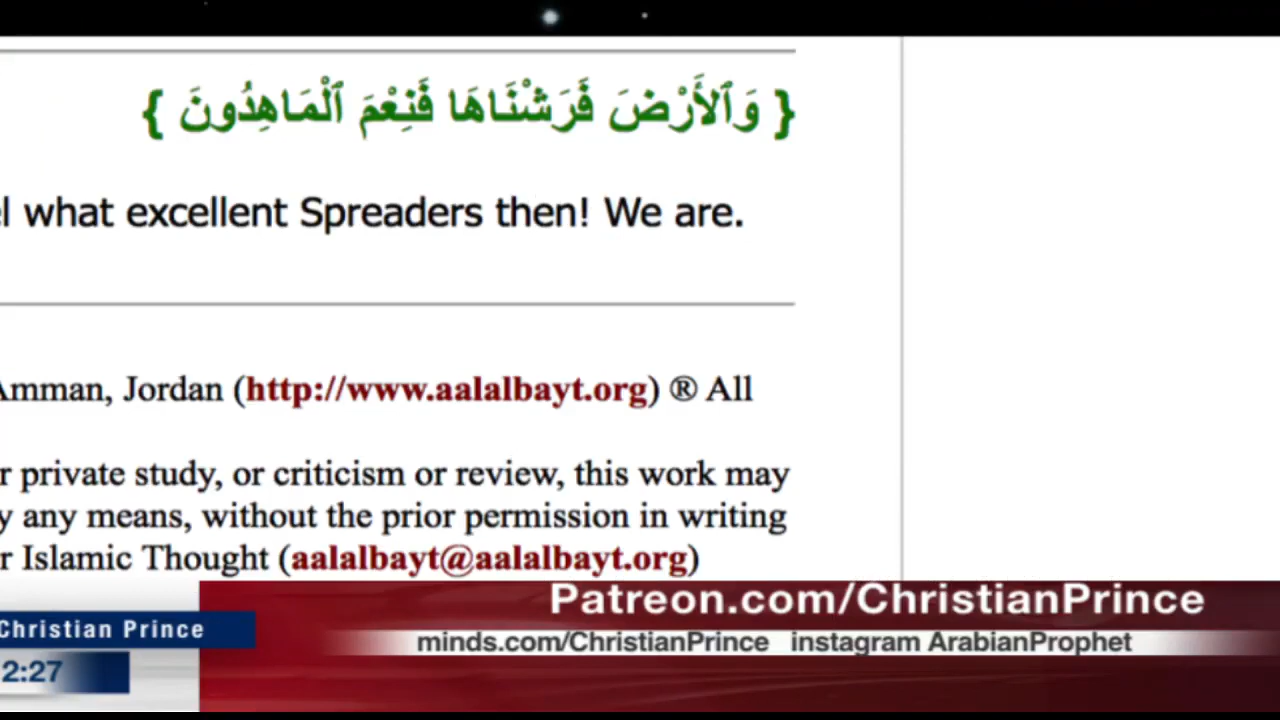 { وَٱلأَرْضَ فَرَشْنَاهَا فَنِعْمَ ٱلْمَاهِدُونَ }
what excellent Spreaders then! We are.
Amman, Jordan (http://www.aalalbayt.org) ® All
private study, or criticism or review, this work may
any means, without the prior permission in writing
Islamic Thought (aalalbayt@aalalbayt.org)
Patreon.com/ChristianPrince
Christian Prince
minds.com/ChristianPrince instagram ArabianProphet
2:27